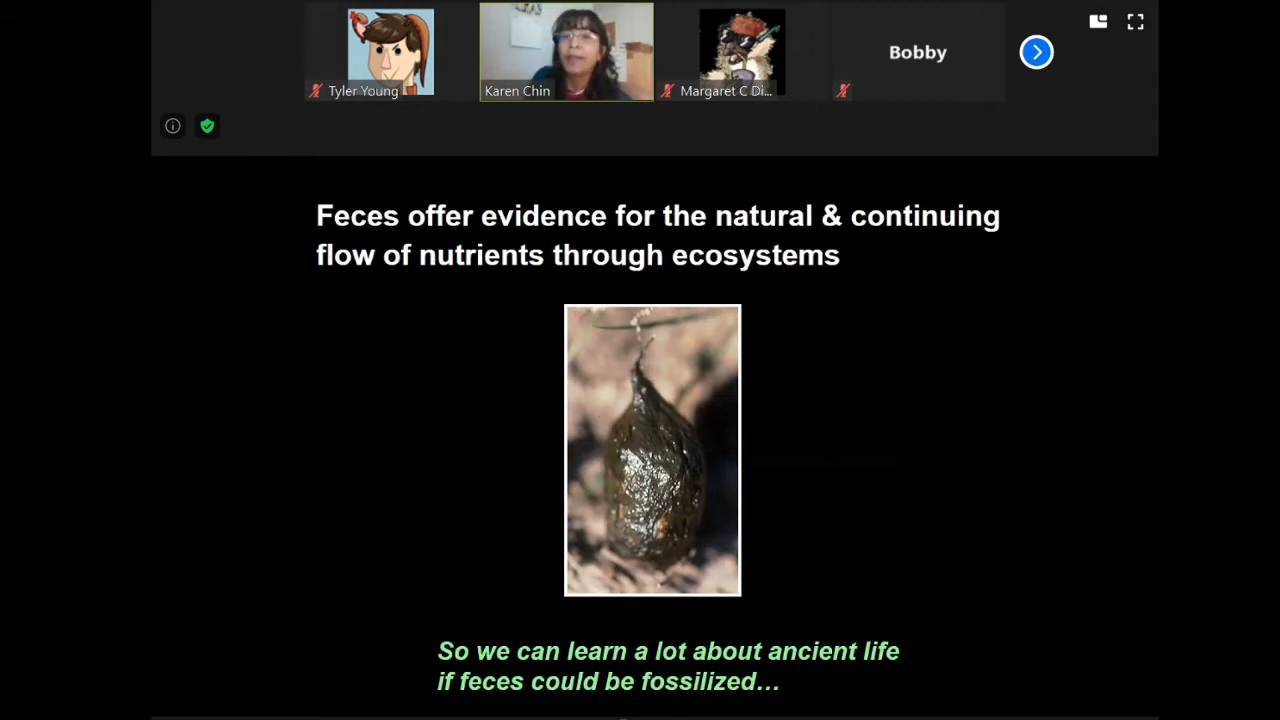 Tyler Young
Karen Chin
Margaret C Di...
Bobby
Feces offer evidence for the natural & continuing
flow of nutrients through ecosystems
So we can learn a lot about ancient life
if feces could be fossilized…